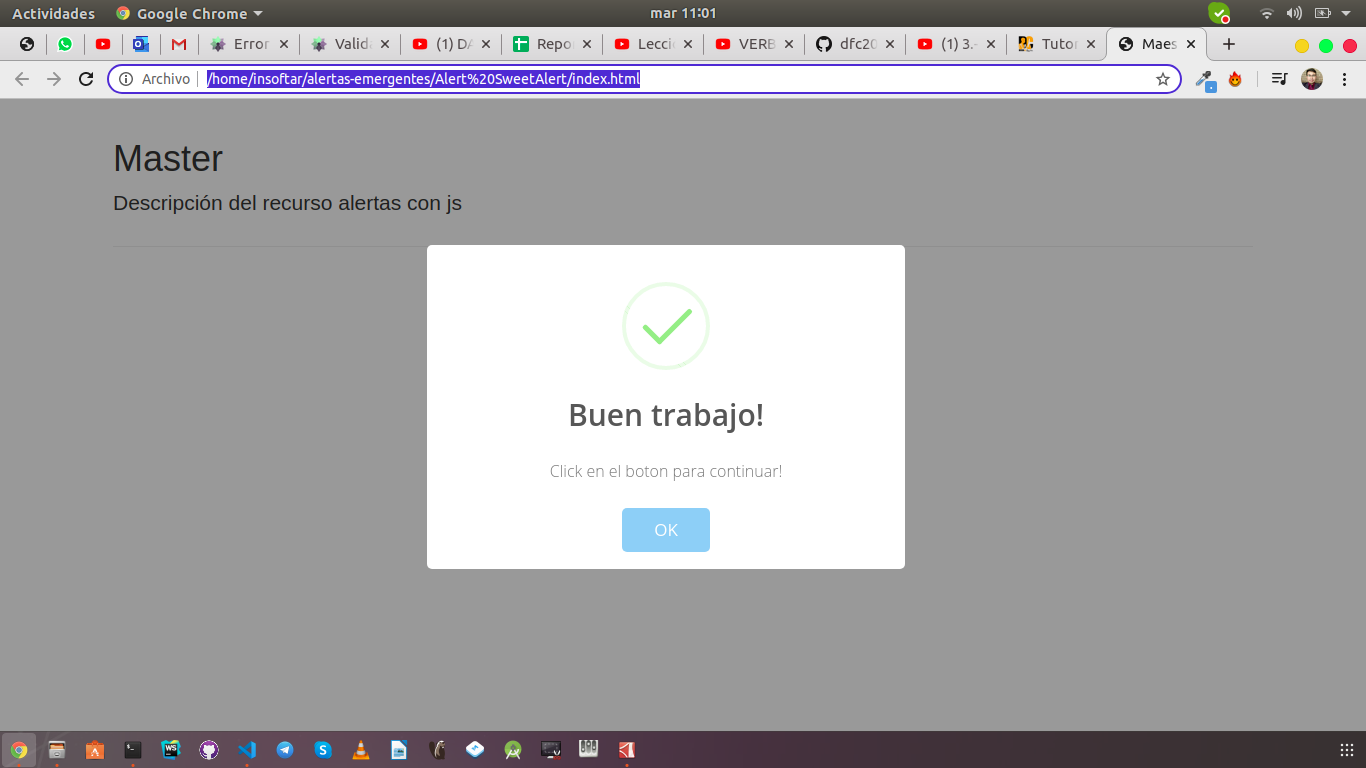 Actividades Google Chrome mar 11:01
Error Valida (1) DA Repo Lecci VERB dfc20 (1) 3.- Tutor Maes
Archivo /home/insoftar/alertas-emergentes/Alert%20SweetAlert/index.html
Master
Descripción del recurso alertas con js
Buen trabajo!
Click en el boton para continuar!
OK